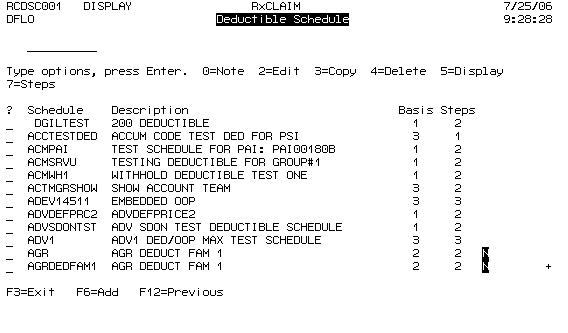 RCDSC001   DISPLAY                  RxCLAIM                         7/25/06
DFLO                           Deductible Schedule                  9:28:28

Type options, press Enter.  0=Note  2=Edit  3=Copy  4=Delete  5=Display
7=Steps

?  Schedule    Description                              Basis Steps
_   DGILTEST   200 DEDUCTIBLE                             1     2
_  ACCTESTDED  ACCUM CODE TEST DED FOR PSI                3     1
_  ACMPAI      TEST SCHEDULE FOR PAI: PAI00180B           1     2
_  ACMSRVU     TESTING DEDUCTIBLE FOR GROUP#1             1     2
_  ACMWH1      WITHHOLD DEDUCTIBLE TEST ONE               1     2
_  ACTMGRSHOW  SHOW ACCOUNT TEAM                          3     2
_  ADEV14511   EMBEDDED OOP                               3     3
_  ADVDEFPRC2  ADVDEFPRICE2                               1     2
_  ADVSDONTST  ADV SDON TEST DEDUCTIBLE SCHEDULE          1     2
_  ADV1        ADV1 DED/OOP MAX TEST SCHEDULE             3     3
_  AGR         AGR DEDUCT FAM 1                           2     2   N
_  AGRDEDFAM1  AGR DEDUCT FAM 1                           2     2   N        +

F3=Exit   F6=Add   F12=Previous